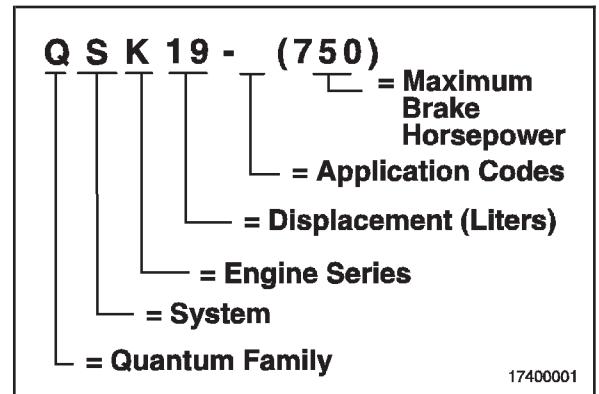 Q S K 19 - (750)
= Maximum
Brake
Horsepower
= Application Codes
= Displacement (Liters)
= Engine Series
= System
= Quantum Family
17400001